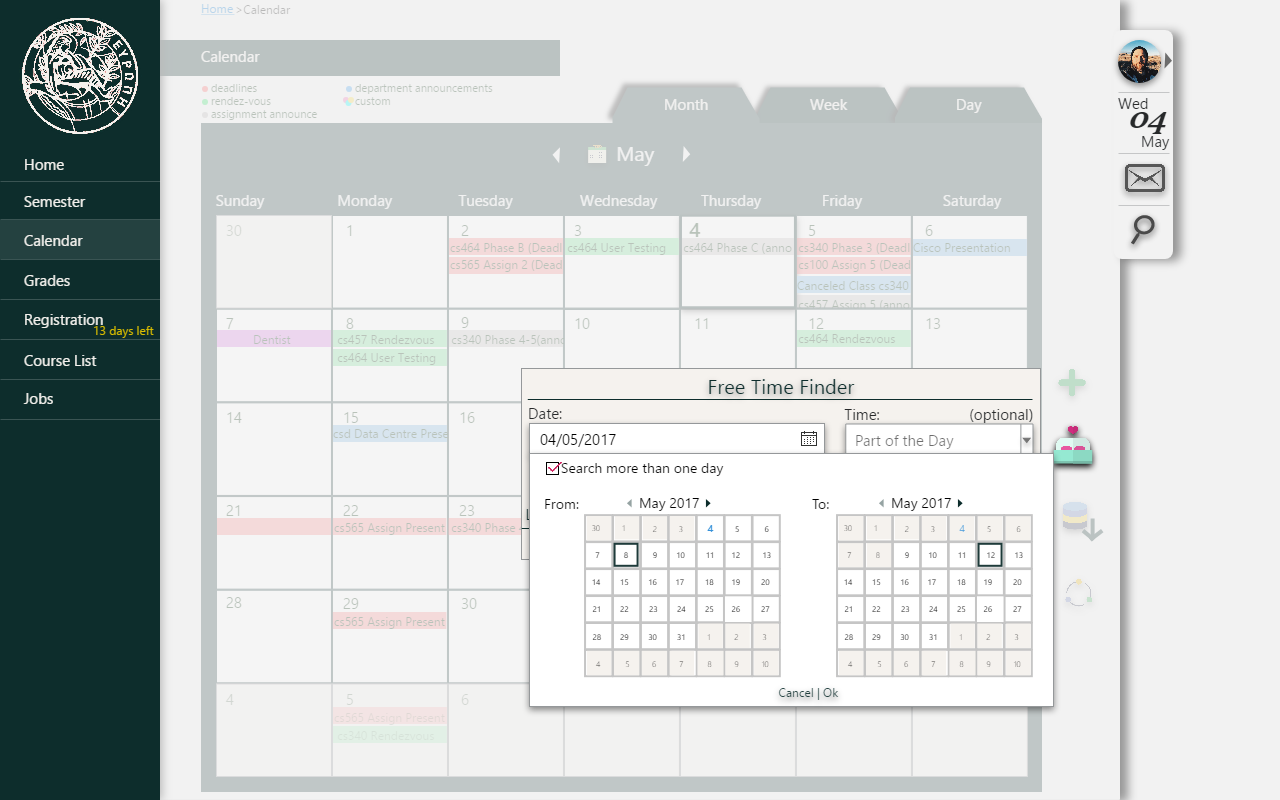 Home >Calendar
ΕΥΡΩΠΗ
Calendar
deadlines
department announcements
rendez-vous
custom
assignment announce
Month
Week
Day
Wed
04
May
May
Home
Semester
Calendar
Grades
Registration
13 days left
Course List
Jobs
Sunday Monday Tuesday Wednesday Thursday Friday Saturday
30 1 2 3 4 5 6
cs464 Phase B (Deadl
cs464 User Testing
cs464 Phase C (anno
cs340 Phase 3 (Deadl
Cisco Presentation
cs565 Assign 2 (Dead
cs100 Assign 5 (Dead
Canceled Class cs340
cs457 Assign 5 (anno
7 8 9 10 11 12 13
Dentist
cs457 Rendezvous
cs340 Phase 4-5(anno
cs464 Rendezvous
cs464 User Testing
14 15 16
csd Data Centre Prese
21 22 23
cs565 Assign Present
cs340 Phase
28 29 30
cs565 Assign Present
4 5 6
cs565 Assign Present
cs340 Rendezvous
Free Time Finder
Date:
Time: (optional)
04/05/2017
Part of the Day
Search more than one day
From:
May 2017
30 1 2 3 4 5 6
7 8 9 10 11 12 13
14 15 16 17 18 19 20
21 22 23 24 25 26 27
28 29 30 31 1 2 3
4 5 6 7 8 9 10
To:
May 2017
30 1 2 3 4 5 6
7 8 9 10 11 12 13
14 15 16 17 18 19 20
21 22 23 24 25 26 27
28 29 30 31 1 2 3
4 5 6 7 8 9 10
Cancel | Ok